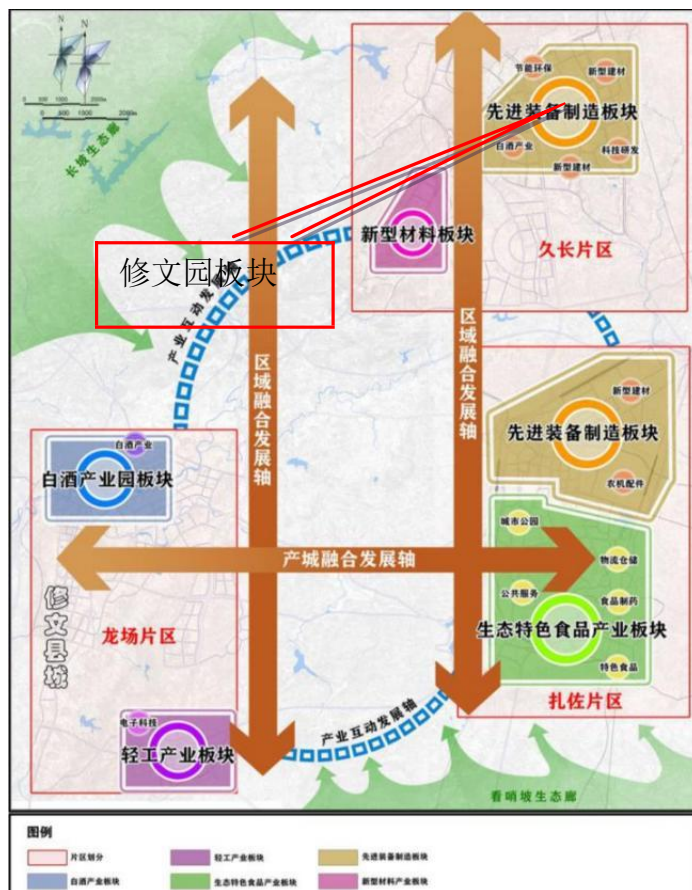 节能环保
新型建材
先进装备制造板块
白酒产业
科技研发
新型建材
新型材料板块
久长片区
长坡生态廊
修文园板块
产业互动发展轴
区域融合发展轴
区域融合发展轴
新型建材
先进装备制造板块
农机配件
白酒产业
白酒产业园板块
城市公园
产城融合发展轴
物流仓储
公共服务
食品制药
生态特色食品产业板块
特色食品
修文县城
龙场片区
扎佐片区
电子科技
轻工产业板块
产业互动发展轴
看哨坡生态廊
图例
片区划分
轻工产业板块
先进装备制造板块
白酒产业板块
生态特色食品产业板块
新型材料产业板块